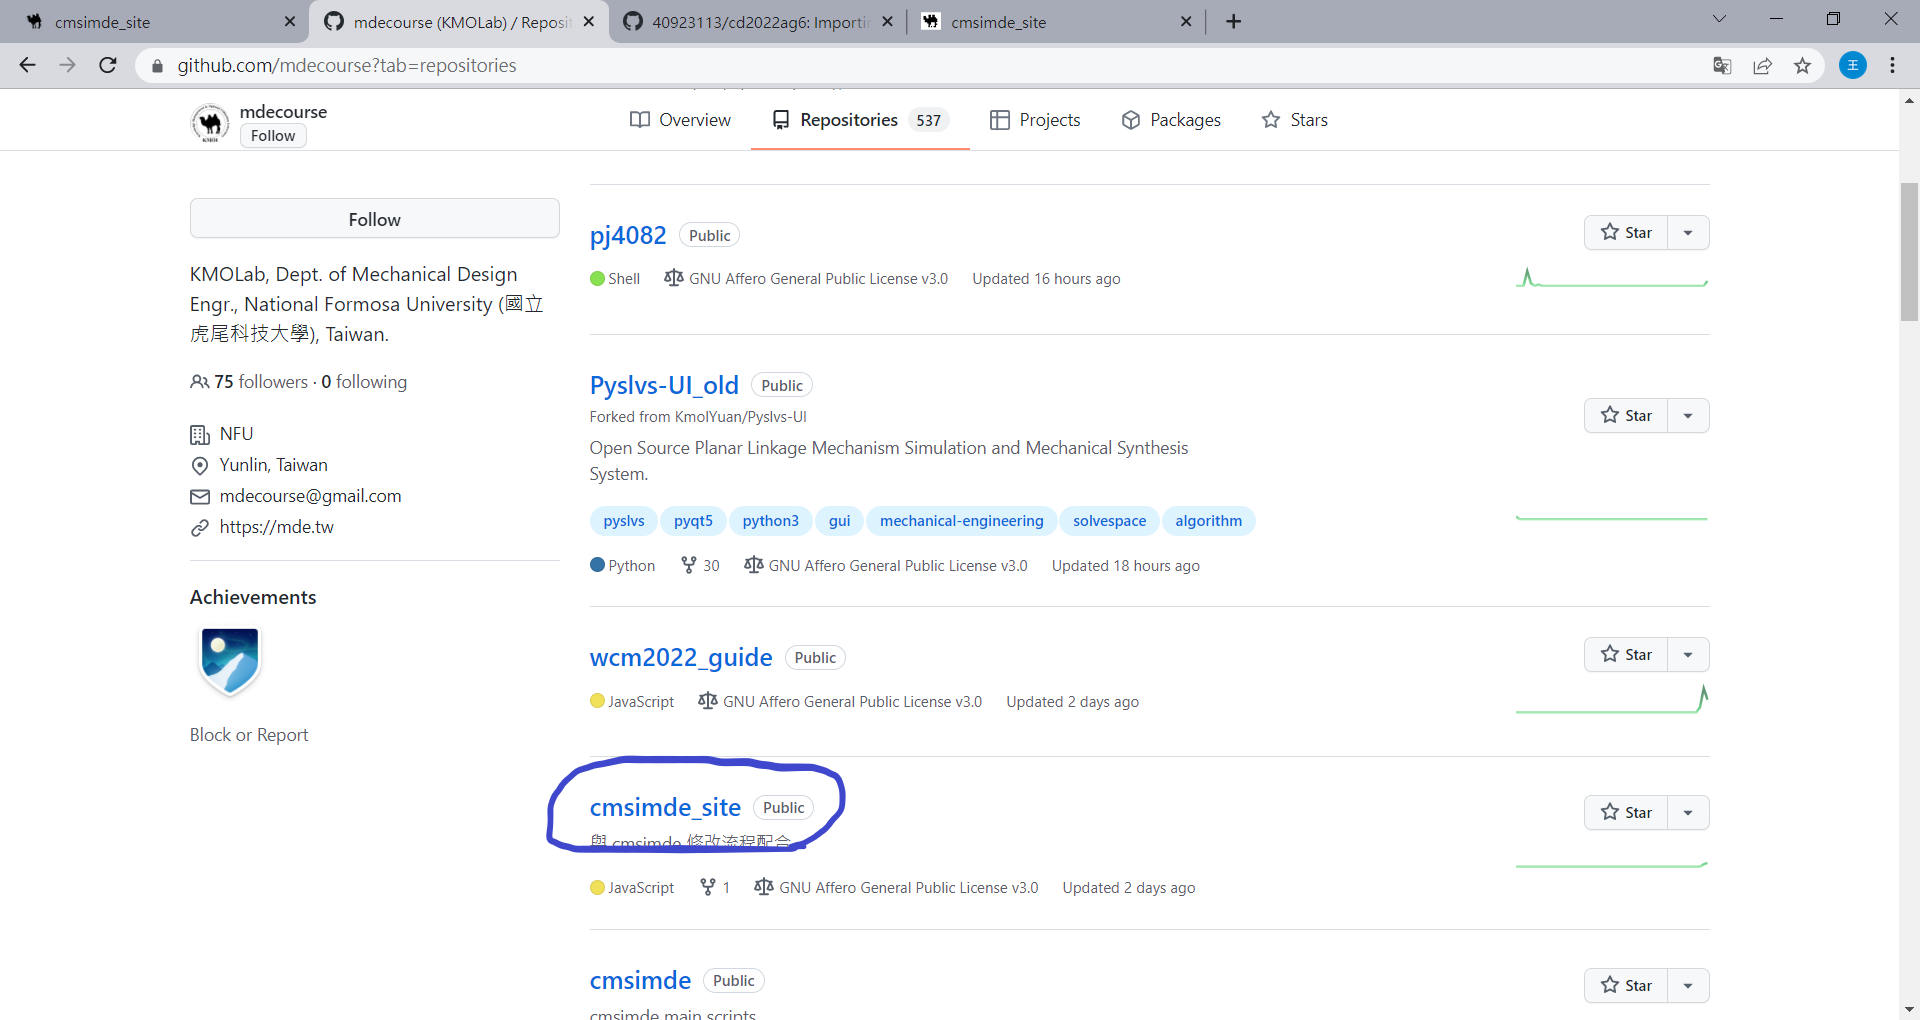 cmsimde_site
mdecourse (KMOLab) / Reposit
40923113/cd2022ag6: Importin
cmsimde_site
github.com/mdecourse?tab=repositories
王
mdecourse
Follow
KMOL
Overview
Repositories 537
Projects
Packages
Stars
Follow
KMOLab, Dept. of Mechanical Design
Engr., National Formosa University (國立
虎尾科技大學), Taiwan.
75 followers · 0 following
NFU
Yunlin, Taiwan
mdecourse@gmail.com
https://mde.tw
Achievements
Block or Report
pj4082 Public
Star
Shell GNU Affero General Public License v3.0 Updated 16 hours ago
Pyslvs-UI_old Public
Forked from KmolYuan/Pyslvs-UI
Star
Open Source Planar Linkage Mechanism Simulation and Mechanical Synthesis
System.
pyslvs pyqt5 python3 gui mechanical-engineering solvespace algorithm
Python 30 GNU Affero General Public License v3.0 Updated 18 hours ago
wcm2022_guide Public
Star
JavaScript GNU Affero General Public License v3.0 Updated 2 days ago
cmsimde_site Public
Star
與 cmsimde 修改流程配合
JavaScript 1 GNU Affero General Public License v3.0 Updated 2 days ago
cmsimde Public
Star
cmsimde main scripts